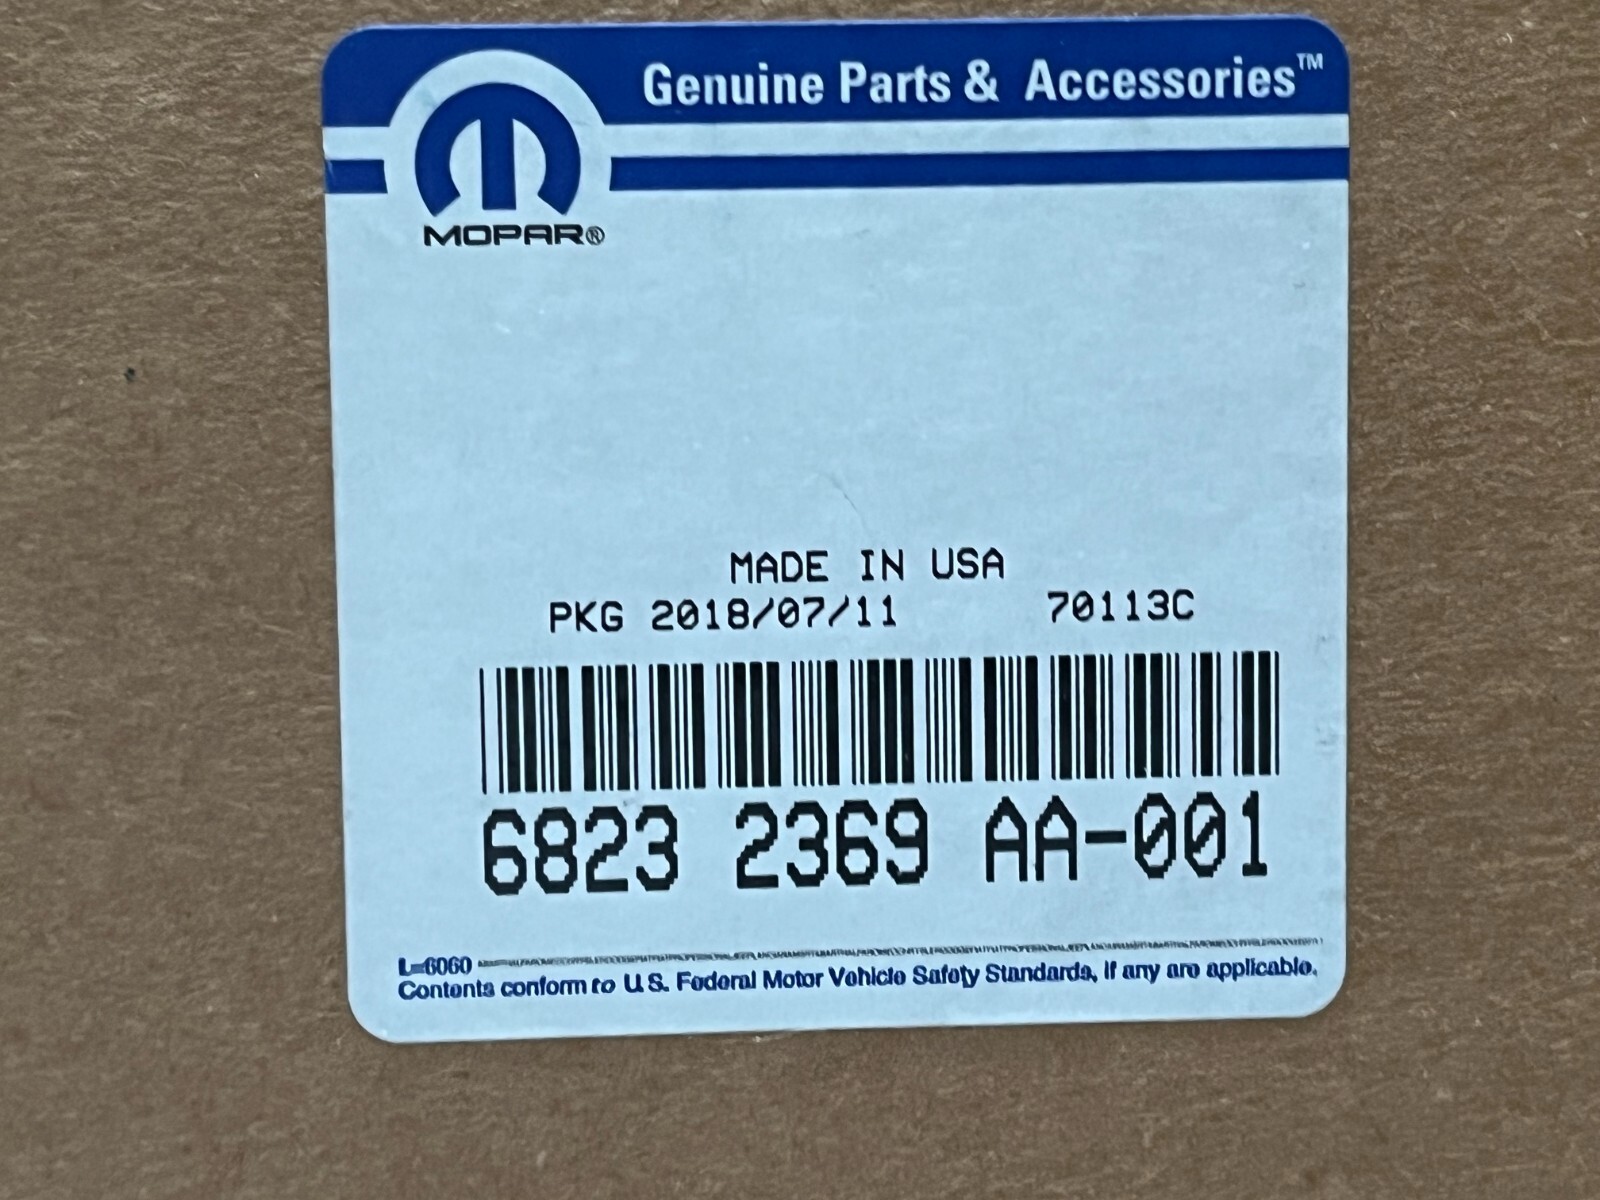 Genuine Parts & Accessories™
MOPAR®
MADE IN USA
PKG 2018/07/11 70113C
6823 2369 AA-001
L-6060
Contents conform to U.S. Federal Motor Vehicle Safety Standards, if any are applicable.